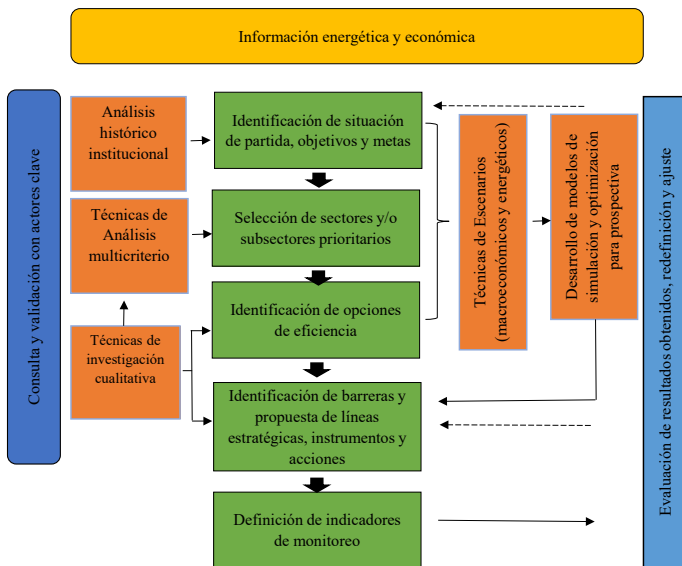 Información energética y económica
Consulta y validación con actores clave
Análisis
histórico
institucional
Identificación de situación
de partida, objetivos y metas
Técnicas de
Análisis
multicriterio
Selección de sectores y/o
subsectores prioritarios
Técnicas de
investigación
cualitativa
Identificación de opciones
de eficiencia
Identificación de barreras y
propuesta de líneas
estratégicas, instrumentos y
acciones
Definición de indicadores
de monitoreo
Técnicas de Escenarios
(macroeconómicos y energéticos)
Desarrollo de modelos de
simulación y optimización
para prospectiva
Evaluación de resultados obtenidos, redefinición y ajuste